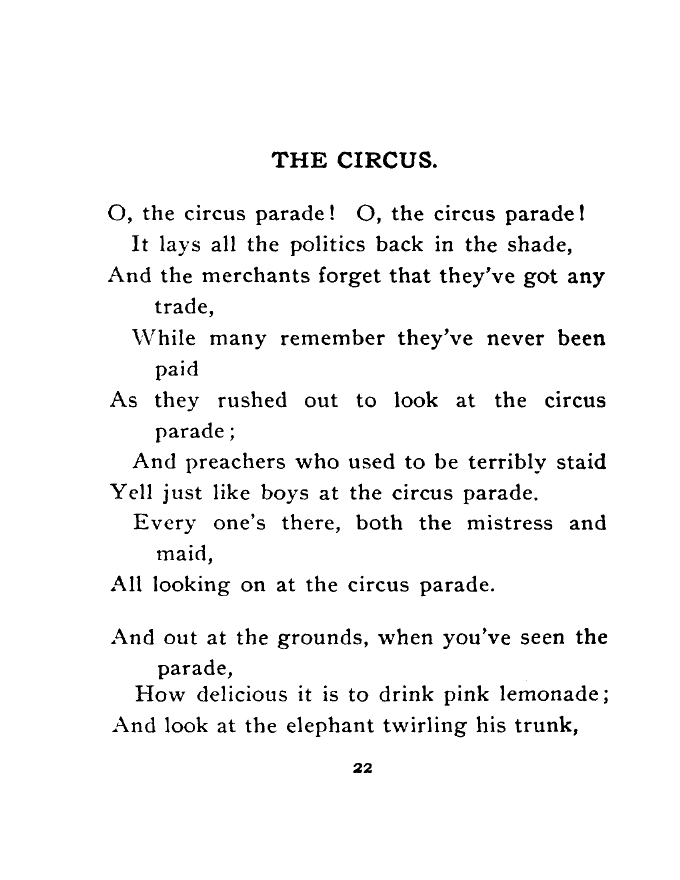 THE CIRCUS.
O, the circus parade! O, the circus parade!
It lays all the politics back in the shade,
And the merchants forget that they've got any
trade,
While many remember they've never been
paid
As they rushed out to look at the circus
parade;
And preachers who used to be terribly staid
Yell just like boys at the circus parade.
Every one's there, both the mistress and
maid,
All looking on at the circus parade.
And out at the grounds, when you've seen the
parade,
How delicious it is to drink pink lemonade;
And look at the elephant twirling his trunk,
22